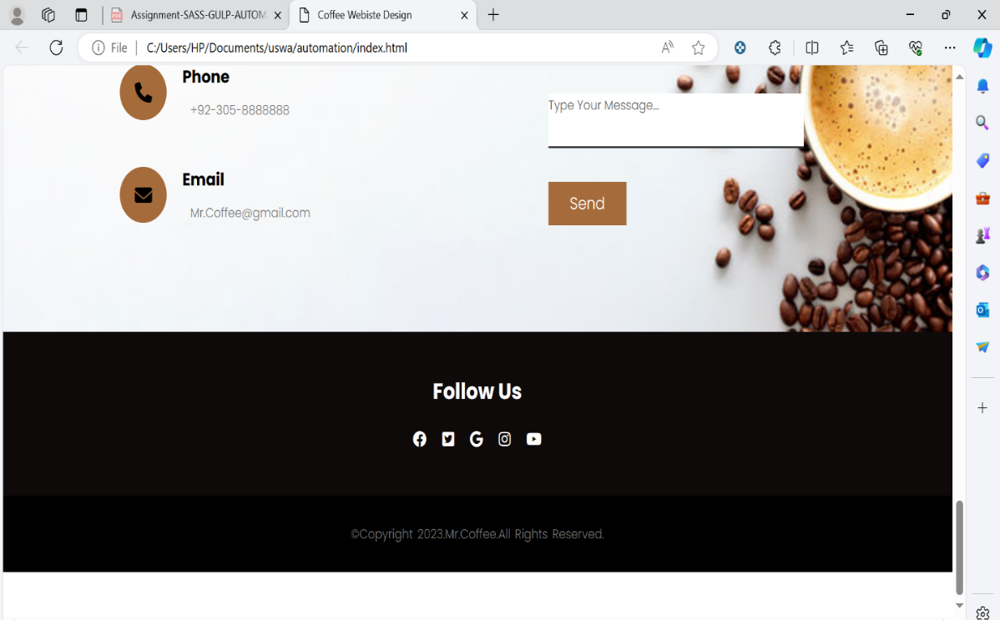 Assignment-SASS-GULP-AUTOM
Coffee Webiste Design
File
C:/Users/HP/Documents/uswa/automation/index.html
Phone
+92-305-8888888
Type Your Message...
Email
Mr.Coffee@gmail.com
Send
Follow Us
©Copyright 2023.Mr.Coffee.All Rights Reserved.